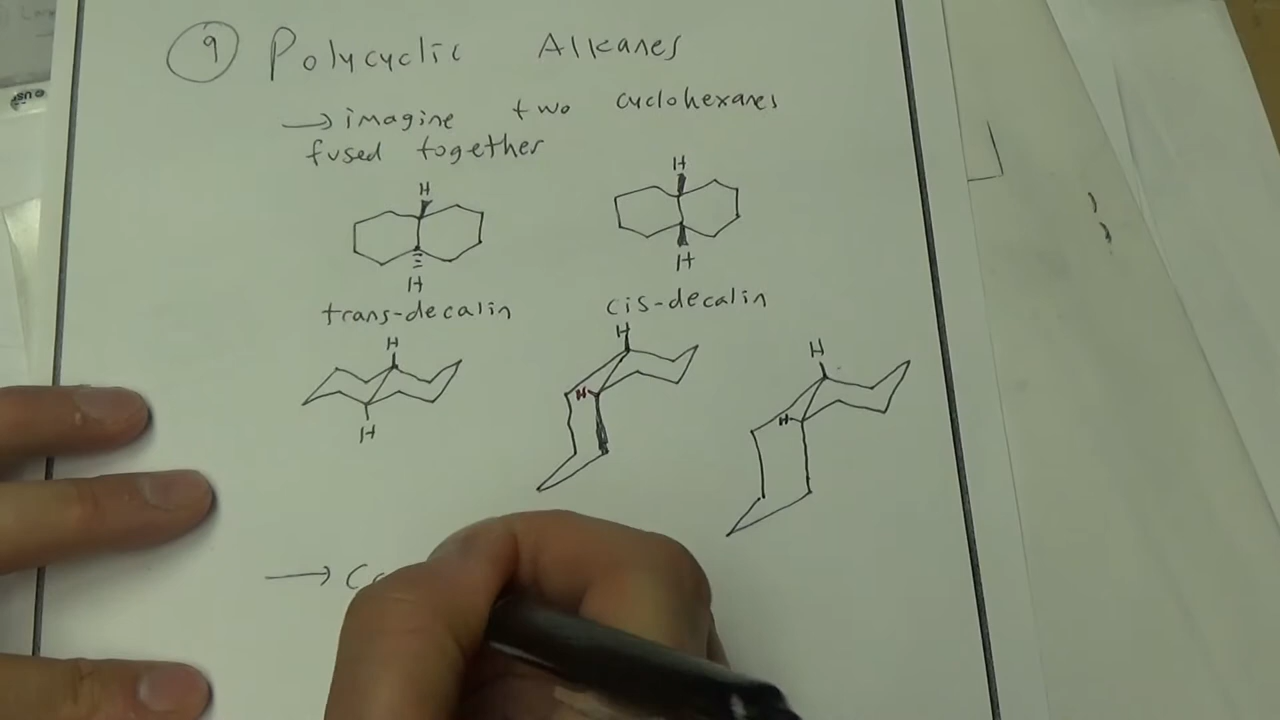 9 Polycyclic Alkanes
→ imagine two cyclohexanes
fused together
H
H
H
H
trans-decalin
cis-decalin
H
H
H
H
H
H
→